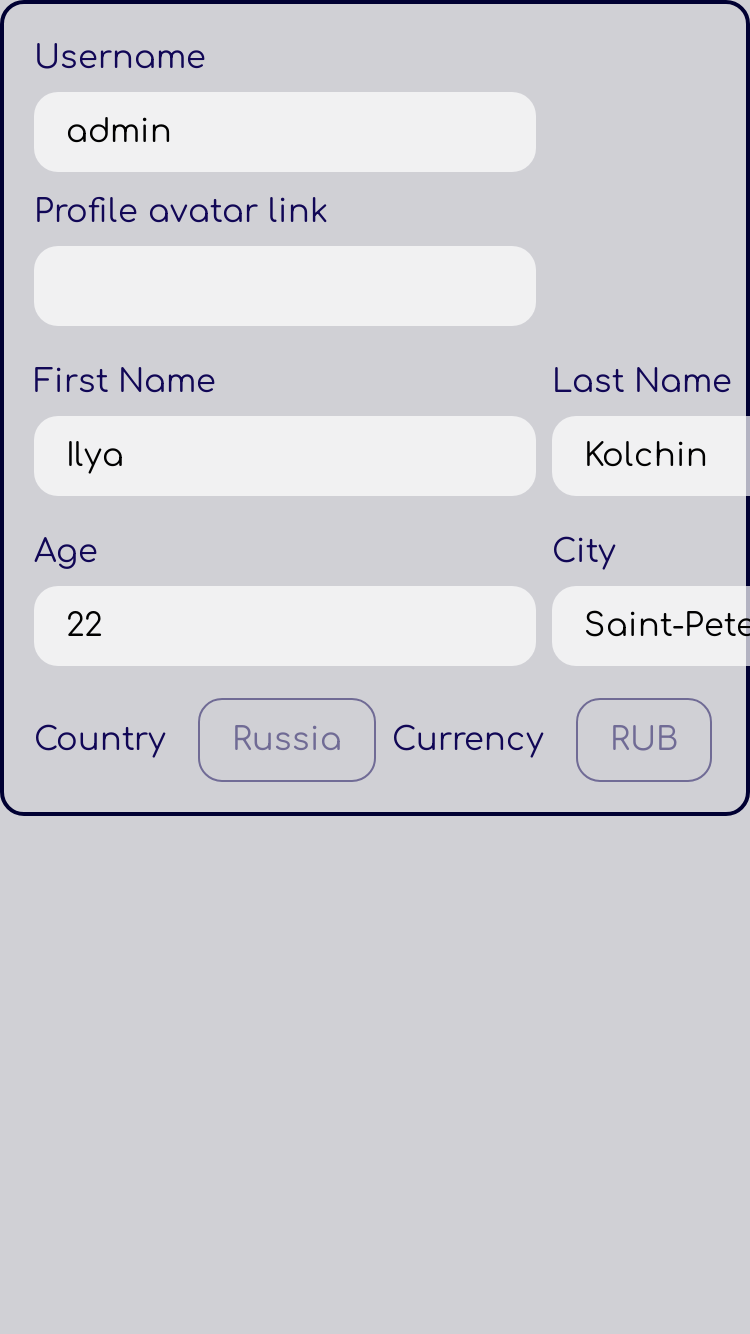 Username
admin
Profile avatar link
First Name Last Name
Ilya Kolchin
Age City
22 Saint-Pete
Country Russia Currency RUB